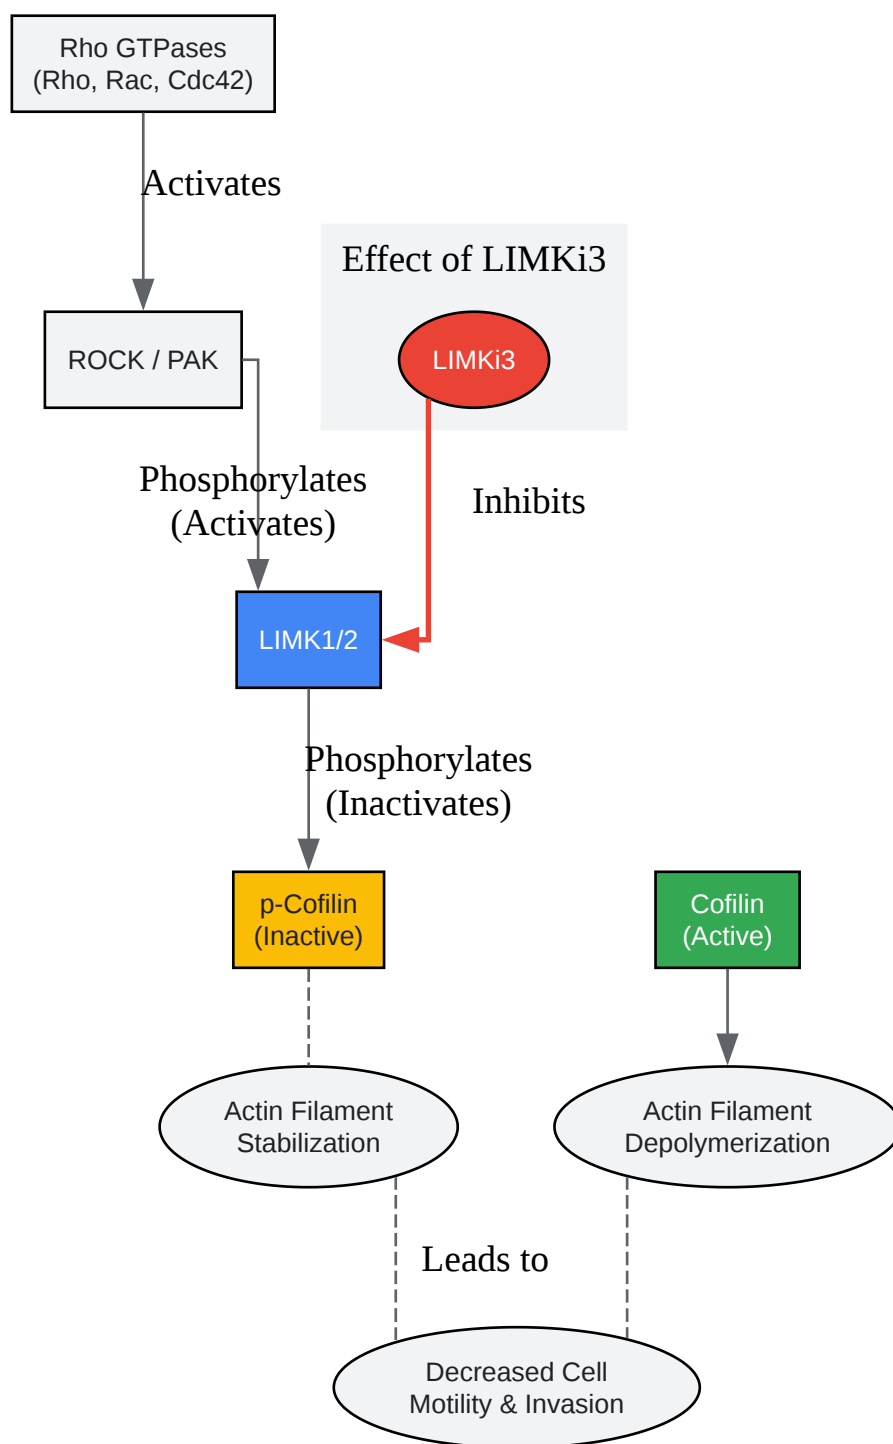 Rho GTPases
(Rho, Rac, Cdc42)
Activates
Effect of LIMKi3
ROCK / PAK
LIMKi3
Phosphorylates
(Activates)
Inhibits
LIMK1/2
Phosphorylates
(Inactivates)
p-Cofilin
(Inactive)
Cofilin
(Active)
Actin Filament
Stabilization
Actin Filament
Depolymerization
Leads to
Decreased Cell
Motility & Invasion